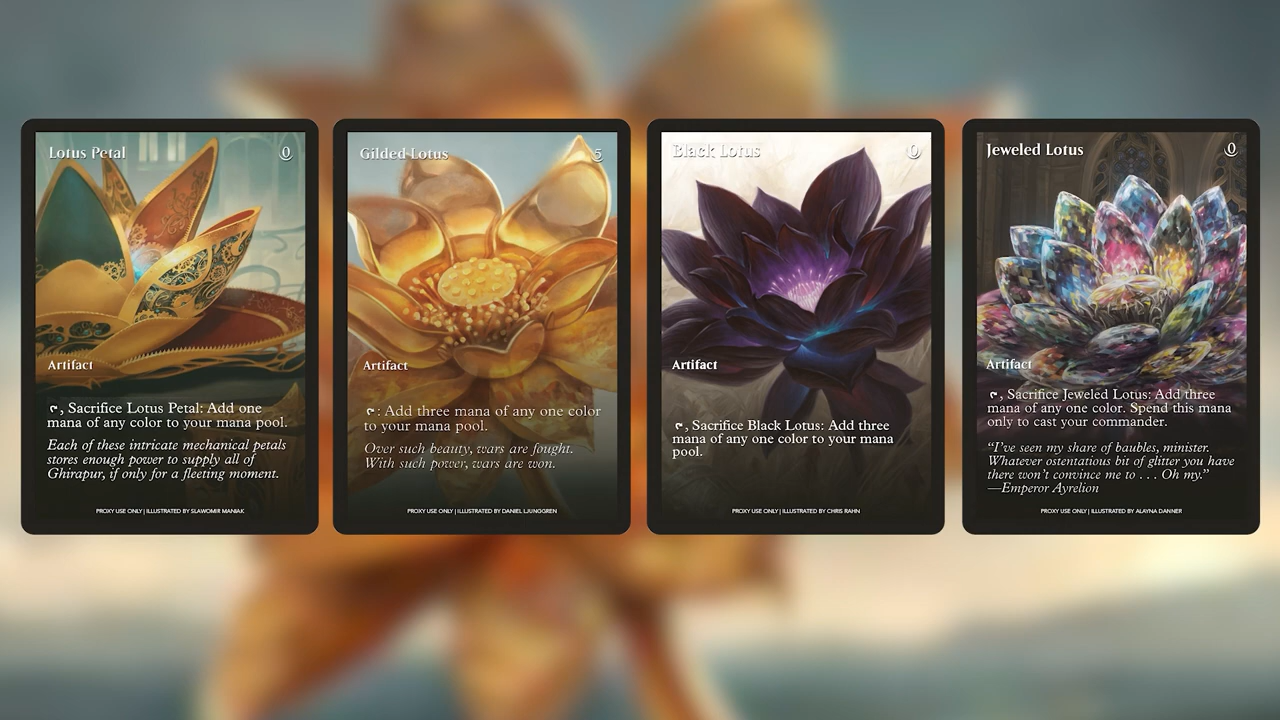 Lotus Petal 0
Artifact
, Sacrifice Lotus Petal: Add one
mana of any color to your mana pool.
Each of these intricate mechanical petals
stores enough power to supply all of
Ghirapur, if only for a fleeting moment.
PROXY USE ONLY | ILLUSTRATED BY SLAWOMIR MANIAK
Gilded Lotus 5
Artifact
: Add three mana of any one color
to your mana pool.
Over such beauty, wars are fought.
With such power, wars are won.
PROXY USE ONLY | ILLUSTRATED BY DANIEL LJUNGGREN
Black Lotus 0
Artifact
, Sacrifice Black Lotus: Add three
mana of any one color to your mana
pool.
PROXY USE ONLY | ILLUSTRATED BY CHRIS RAHN
Jeweled Lotus 0
Artifact
, Sacrifice Jeweled Lotus: Add three
mana of any one color. Spend this mana
only to cast your commander.
“I’ve seen my share of baubles, minister.
Whatever ostentatious bit of glitter you have
there won’t convince me to . . . Oh my.”
—Emperor Ayrelion
PROXY USE ONLY | ILLUSTRATED BY ALAYNA DANNER